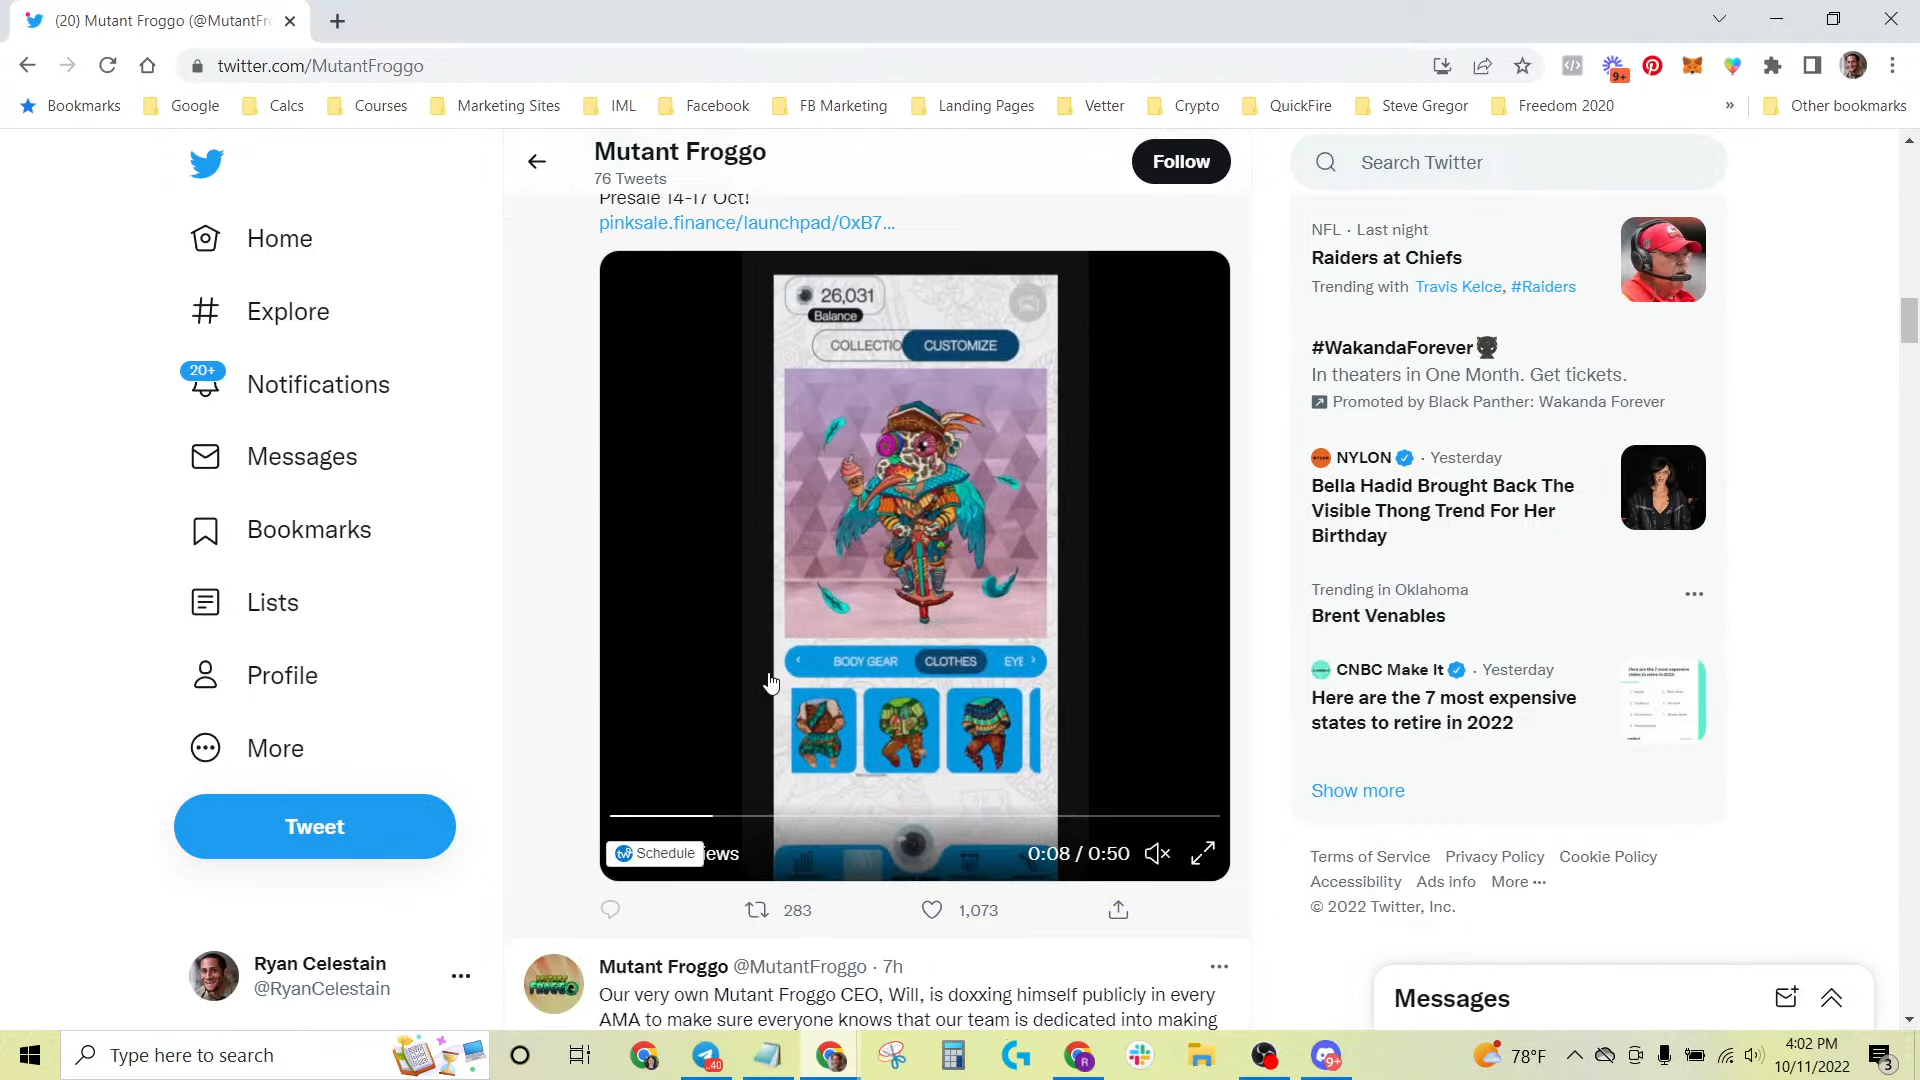 (20) Mutant Froggo (@MutantFr
twitter.com/MutantFroggo
9+
Bookmarks Google Calcs Courses Marketing Sites IML Facebook FB Marketing Landing Pages Vetter Crypto QuickFire Steve Gregor Freedom 2020 » Other bookmarks
Home
Explore
20+
Notifications
Messages
Bookmarks
Lists
Profile
More
Tweet
Ryan Celestain
@RyanCelestain
Mutant Froggo
76 Tweets
Follow
Presale 14-17 Oct!
pinksale.finance/launchpad/0xB7...
26,031
Balance
COLLECTIO CUSTOMIZE
BODY GEAR CLOTHES EYE
Schedule iews
0:08 / 0:50
283 1,073
Mutant Froggo @MutantFroggo · 7h
Our very own Mutant Froggo CEO, Will, is doxxing himself publicly in every
AMA to make sure everyone knows that our team is dedicated into making
Search Twitter
NFL · Last night
Raiders at Chiefs
Trending with Travis Kelce, #Raiders
#WakandaForever
In theaters in One Month. Get tickets.
Promoted by Black Panther: Wakanda Forever
NYLON · Yesterday
Bella Hadid Brought Back The
Visible Thong Trend For Her
Birthday
Trending in Oklahoma
Brent Venables
CNBC Make It · Yesterday
Here are the 7 most expensive
states to retire in 2022
Show more
Terms of Service Privacy Policy Cookie Policy
Accessibility Ads info More ···
© 2022 Twitter, Inc.
Messages
Type here to search
78°F
4:02 PM
10/11/2022
3